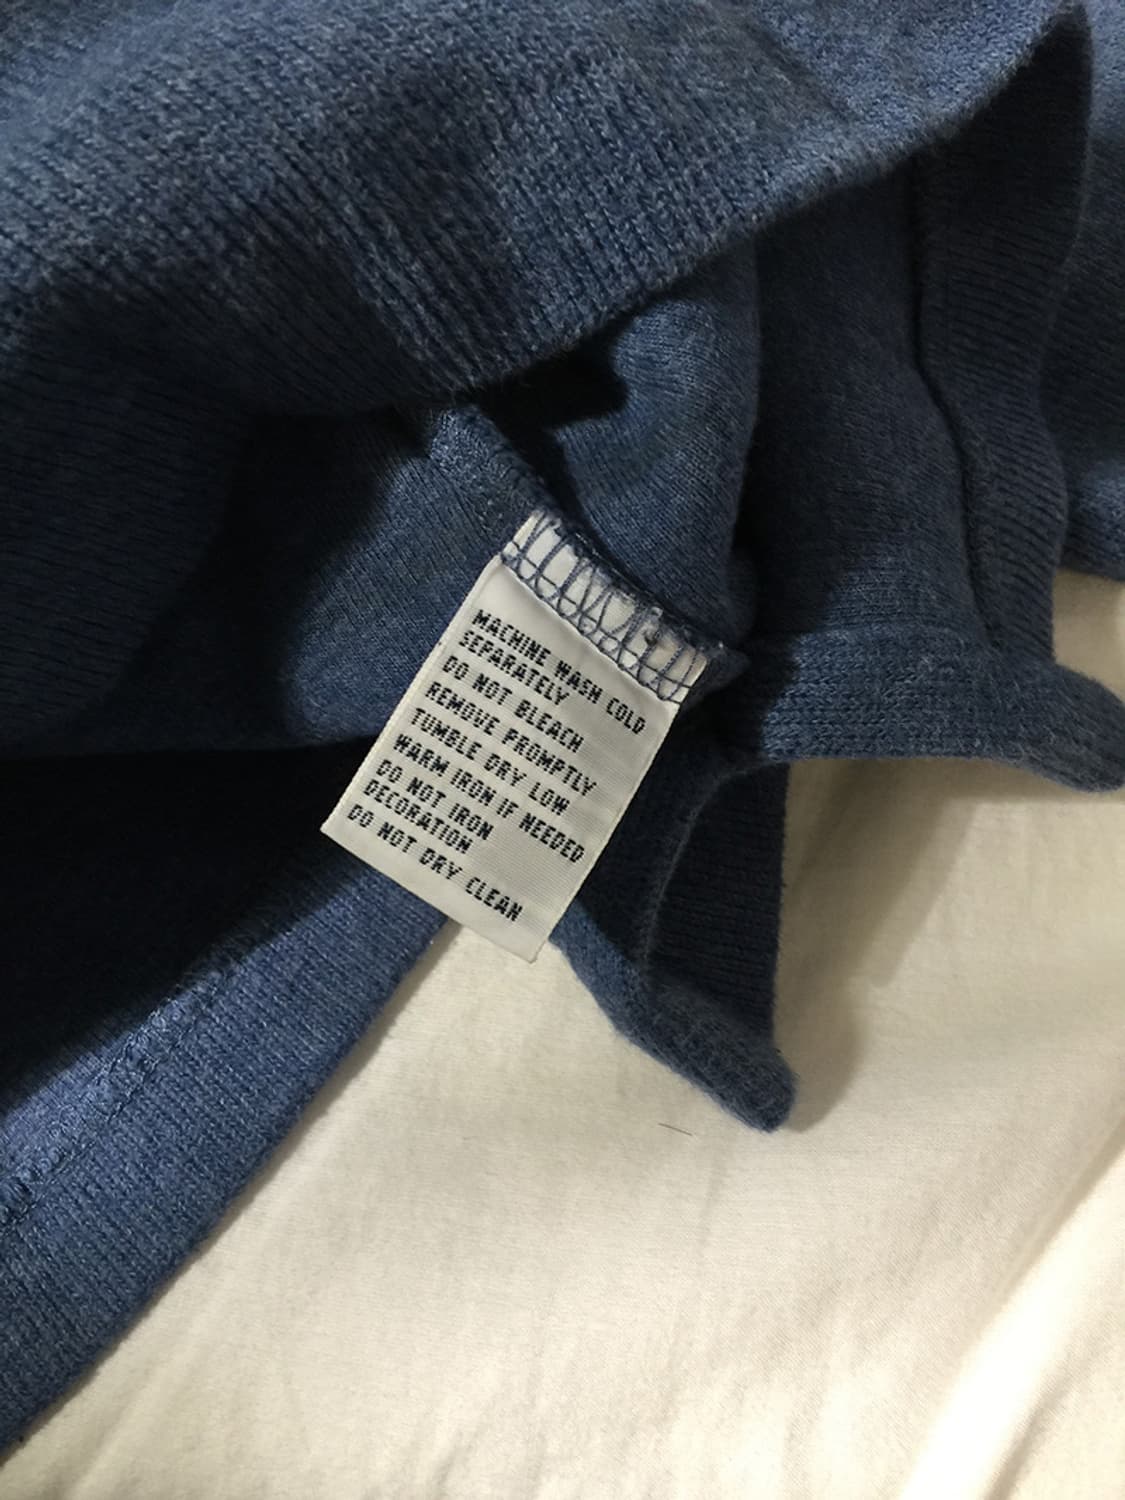 MACHINE WASH COLD
SEPARATELY
DO NOT BLEACH
REMOVE PROMPTLY
TUMBLE DRY LOW
WARM IRON IF NEEDED
DO NOT IRON
DECORATION
DO NOT DRY CLEAN